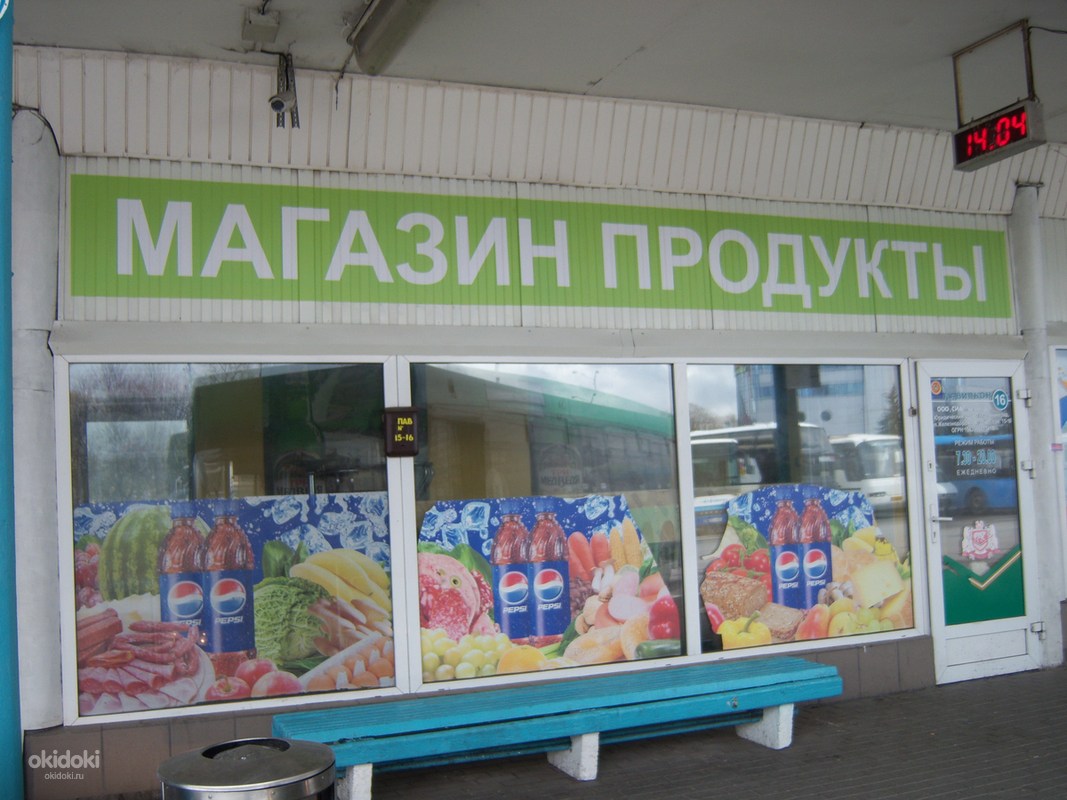 14:04
МАГАЗИН ПРОДУКТЫ
ПАВ
№
15-16
16
ООО
РЕЖИМ РАБОТЫ
ЕЖЕДНЕВНО
PEPSI PEPSI
PEPSI PEPSI
PEPSI PEPSI
okidoki
okidoki.ru